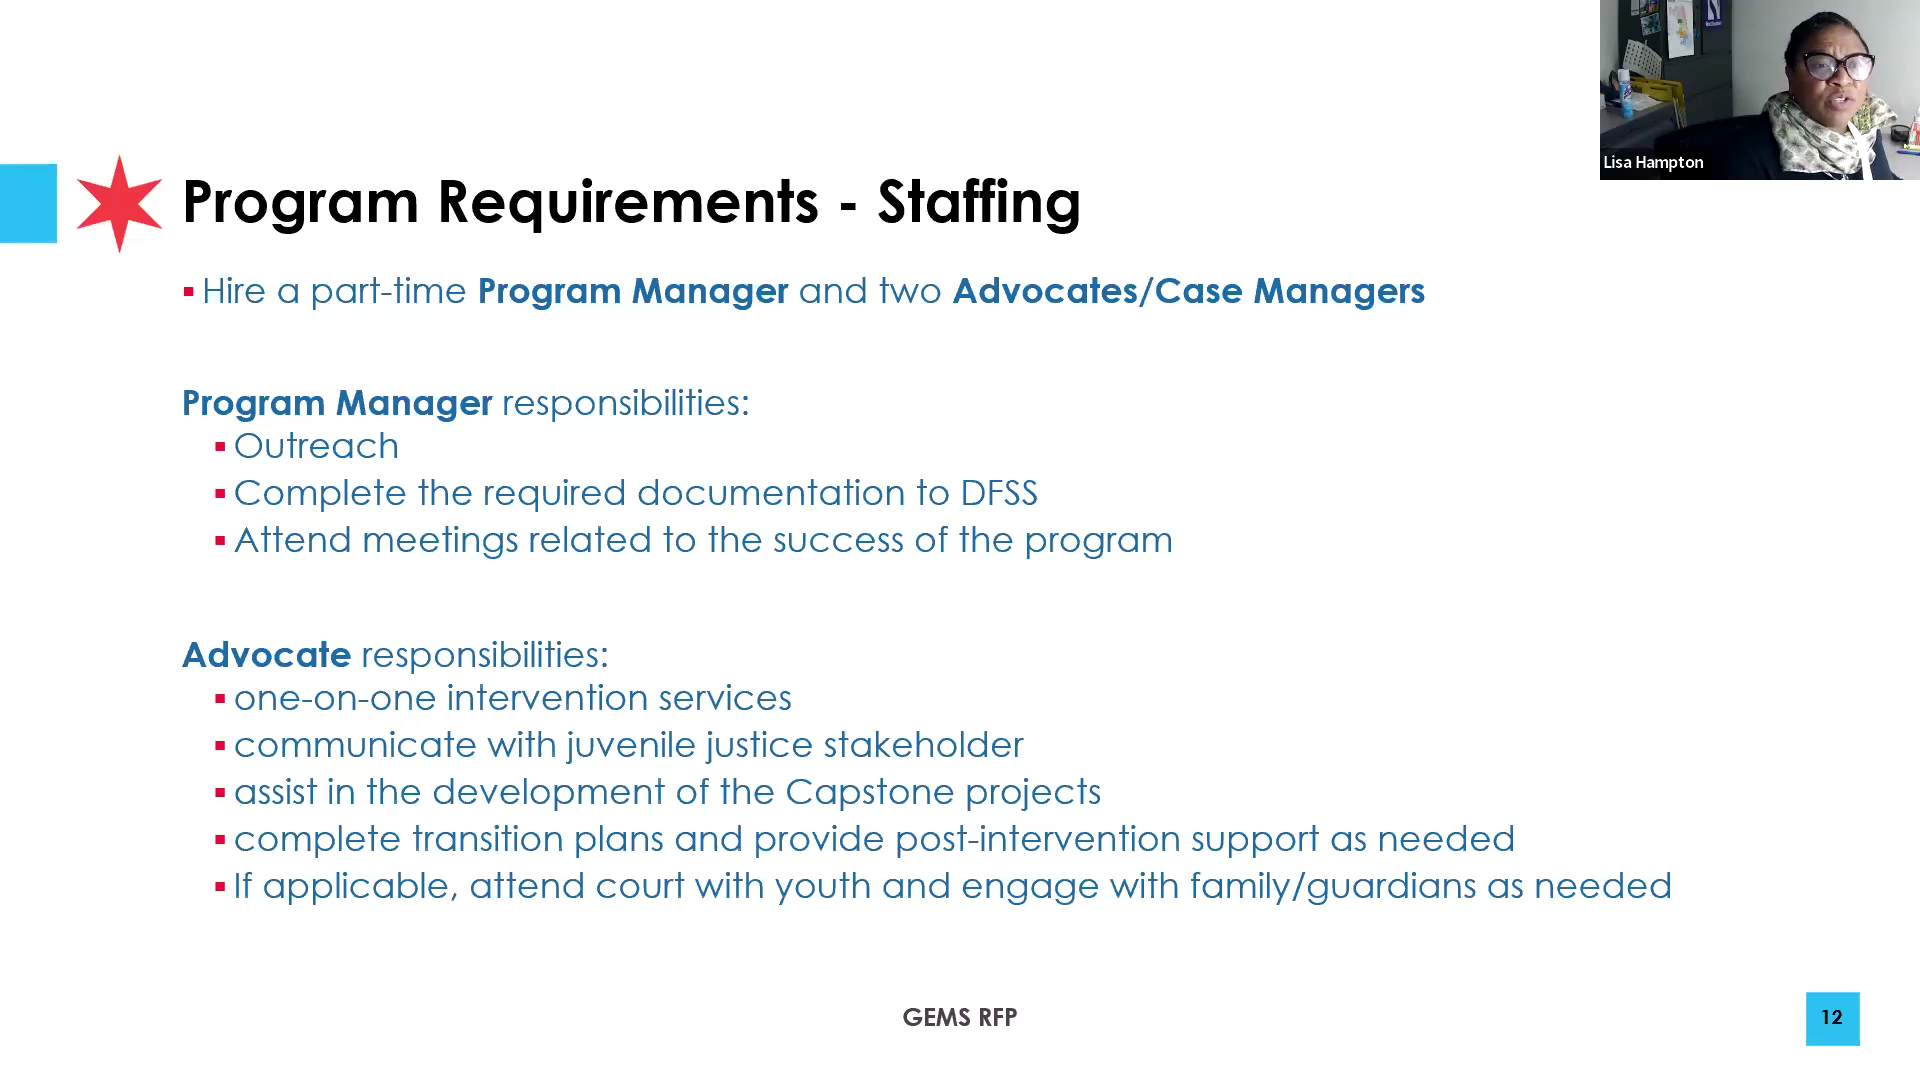 Lisa Hampton
Program Requirements - Staffing
▪ Hire a part-time Program Manager and two Advocates/Case Managers
Program Manager responsibilities:
▪ Outreach
▪ Complete the required documentation to DFSS
▪ Attend meetings related to the success of the program
Advocate responsibilities:
▪ one-on-one intervention services
▪ communicate with juvenile justice stakeholder
▪ assist in the development of the Capstone projects
▪ complete transition plans and provide post-intervention support as needed
▪ If applicable, attend court with youth and engage with family/guardians as needed
GEMS RFP
12